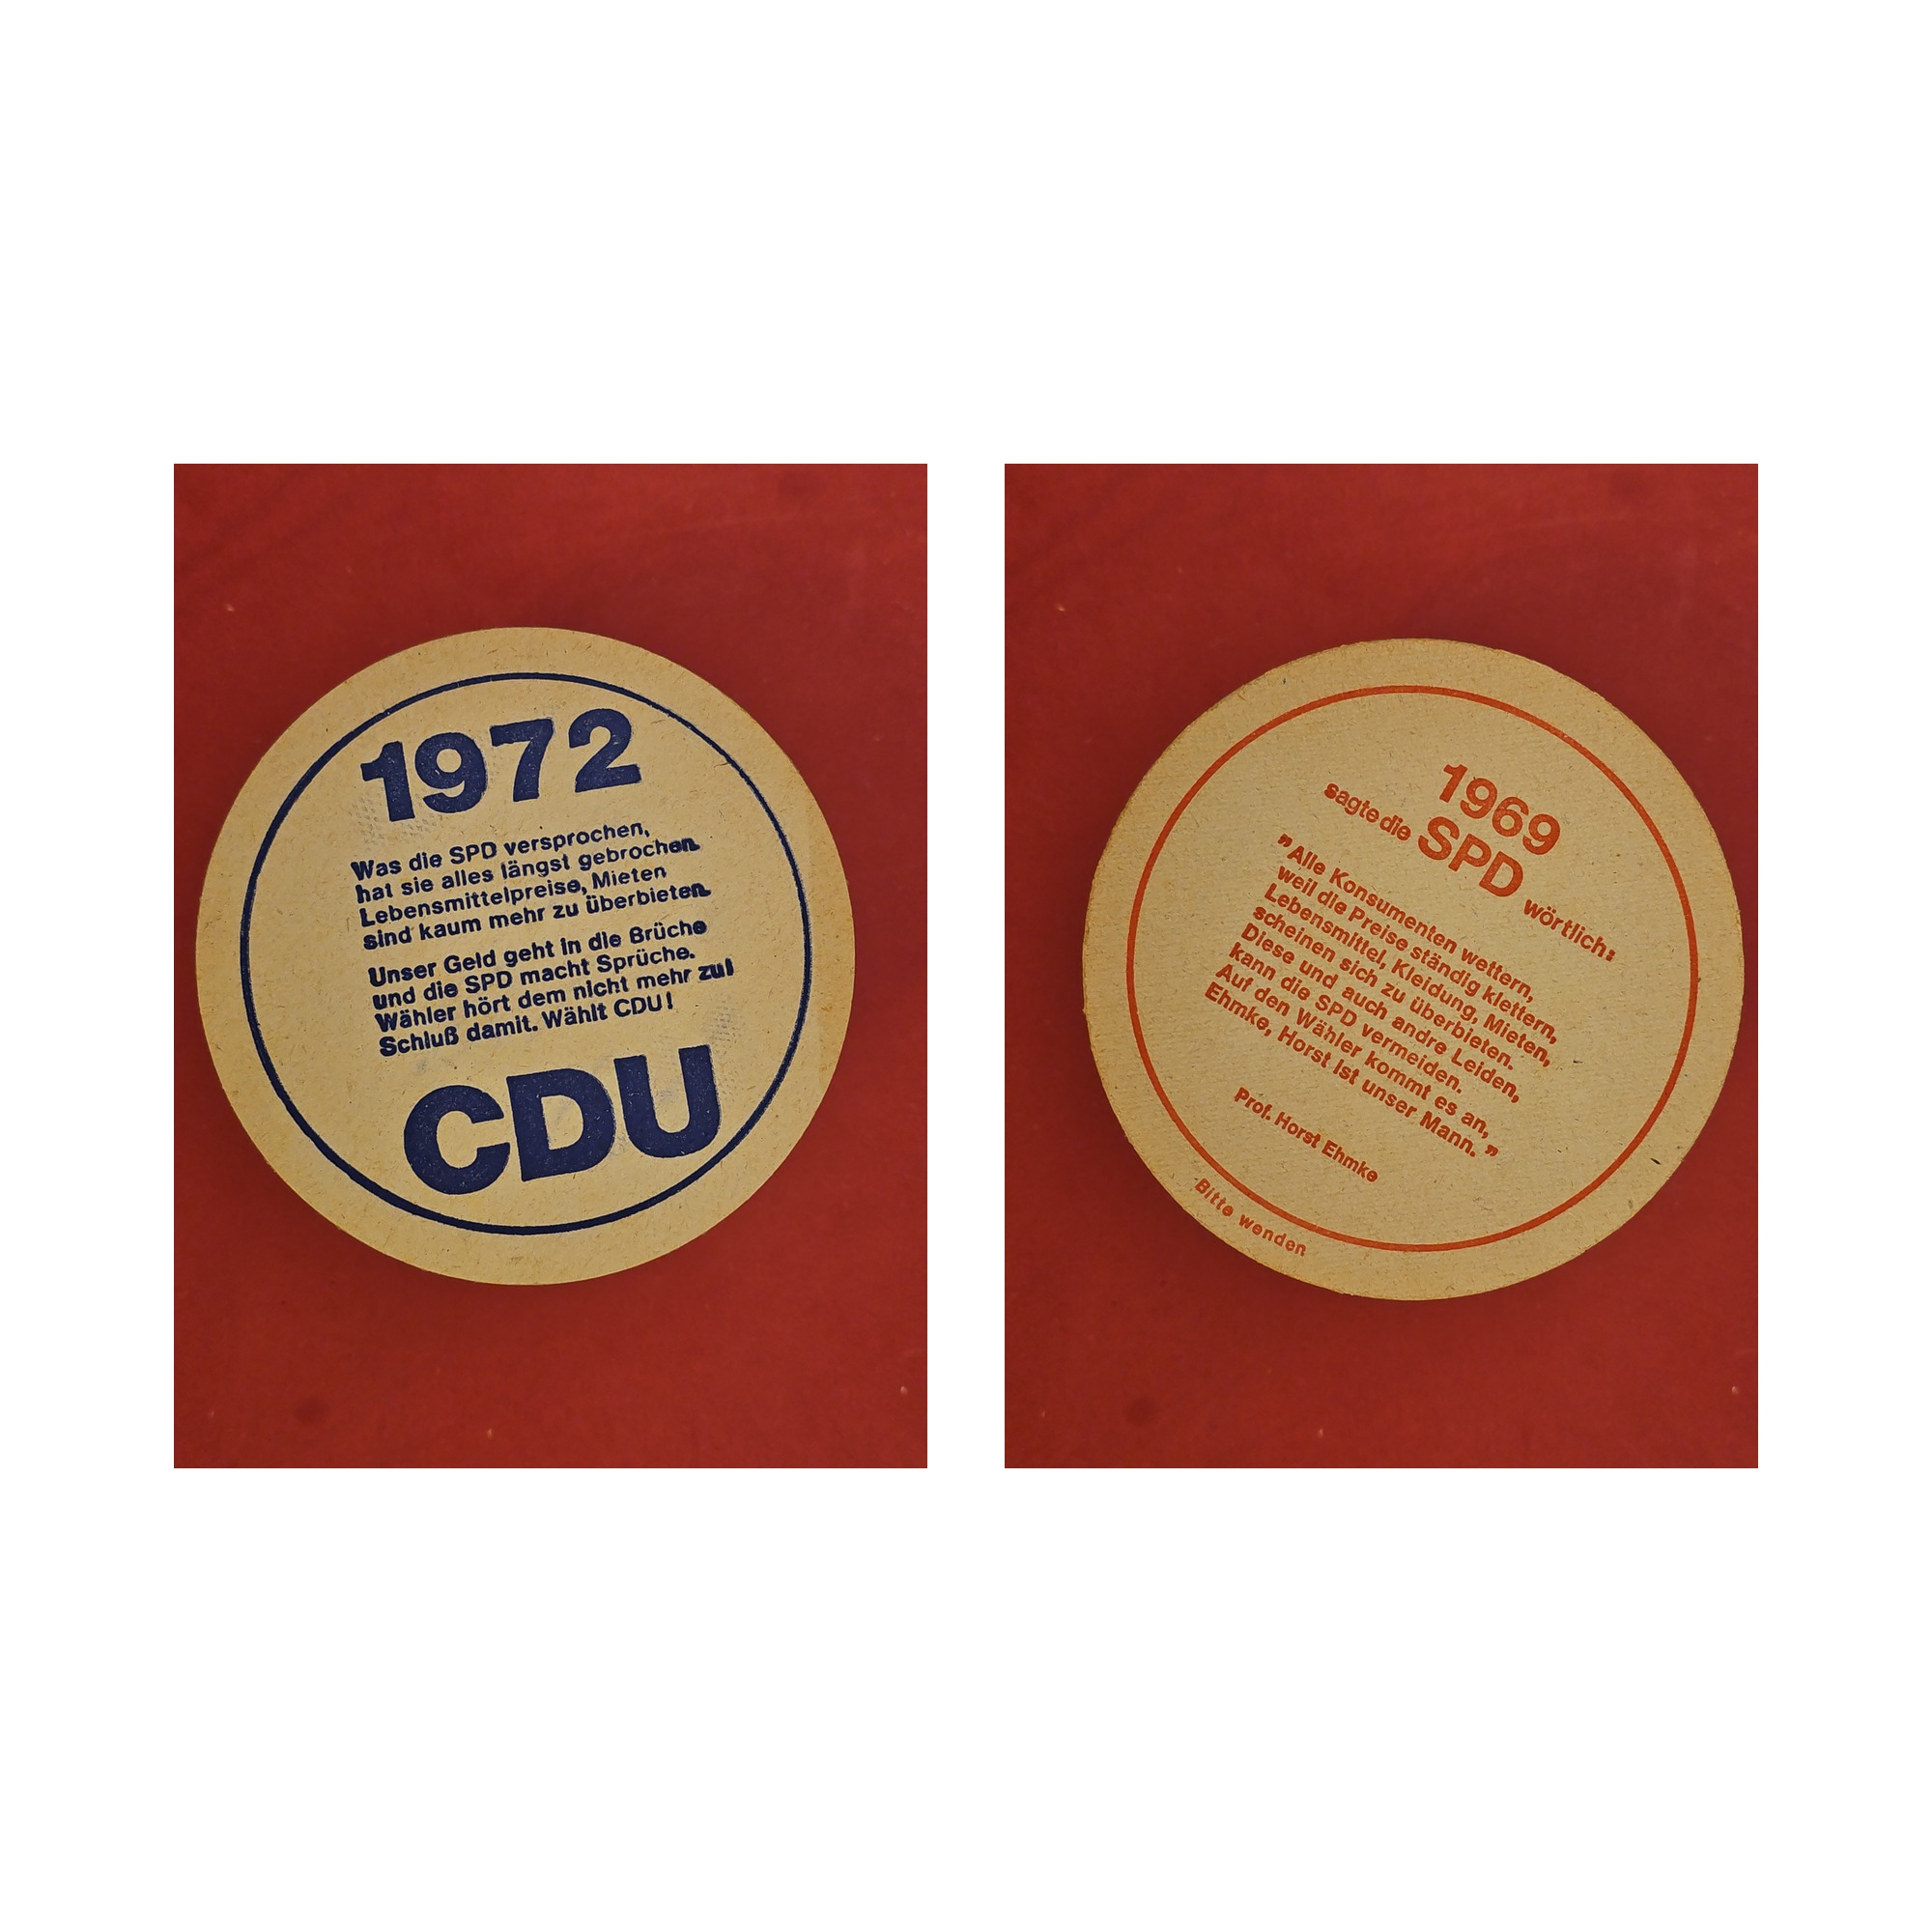 1972
Was die SPD versprochen,
hat sie alles längst gebrochen.
Lebensmittelpreise, Mieten
sind kaum mehr zu überbieten.
Unser Geld geht in die Brüche
und die SPD macht Sprüche.
Wähler hört dem nicht mehr zu!
Schluß damit. Wählt CDU!
CDU
1969
sagte die SPD wörtlich:
"Alle Konsumenten wettern,
weil die Preise ständig klettern,
Lebensmittel, Kleidung, Mieten,
scheinen sich zu überbieten.
Diese und auch andre Leiden,
kann die SPD vermeiden.
Auf den Wähler kommt es an,
Ehmke, Horst ist unser Mann."
Prof. Horst Ehmke
Bitte wenden